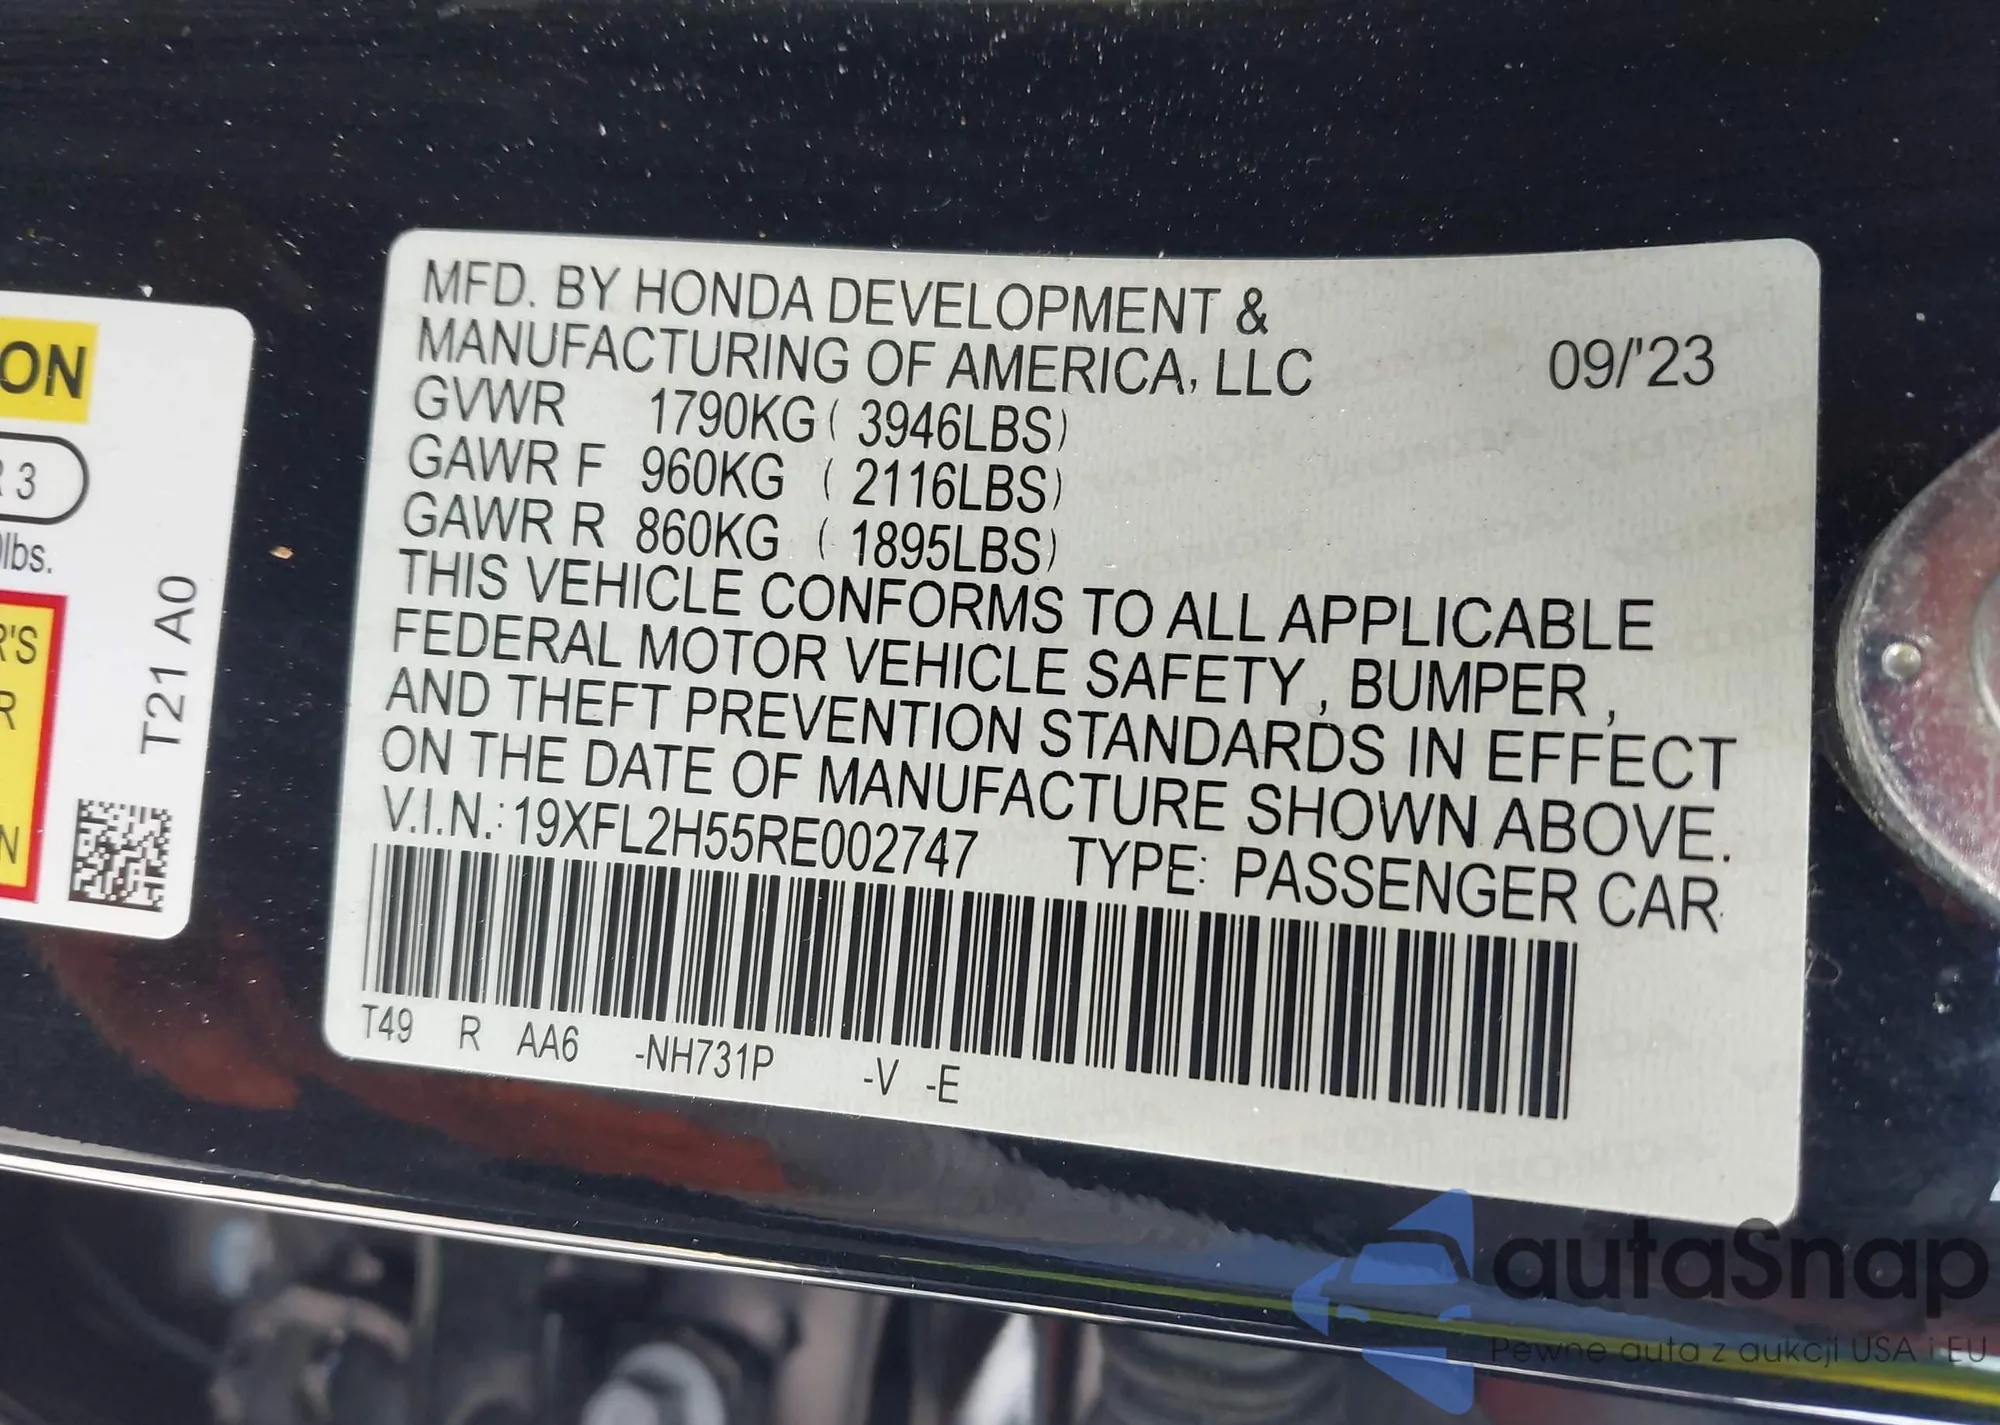 MFD. BY HONDA DEVELOPMENT &
MANUFACTURING OF AMERICA, LLC 09/'23
GVWR 1790KG ( 3946LBS)
GAWR F 960KG ( 2116LBS)
GAWR R 860KG ( 1895LBS)
THIS VEHICLE CONFORMS TO ALL APPLICABLE
FEDERAL MOTOR VEHICLE SAFETY , BUMPER ,
AND THEFT PREVENTION STANDARDS IN EFFECT
ON THE DATE OF MANUFACTURE SHOWN ABOVE.
V.I.N.: 19XFL2H55RE002747 TYPE: PASSENGER CAR
T49 R AA6 -NH731P -V -E
ON
R 3
lbs.
R'S
R
N
T21 A0
autaSnap
Pewne auta z aukcji USA i EU